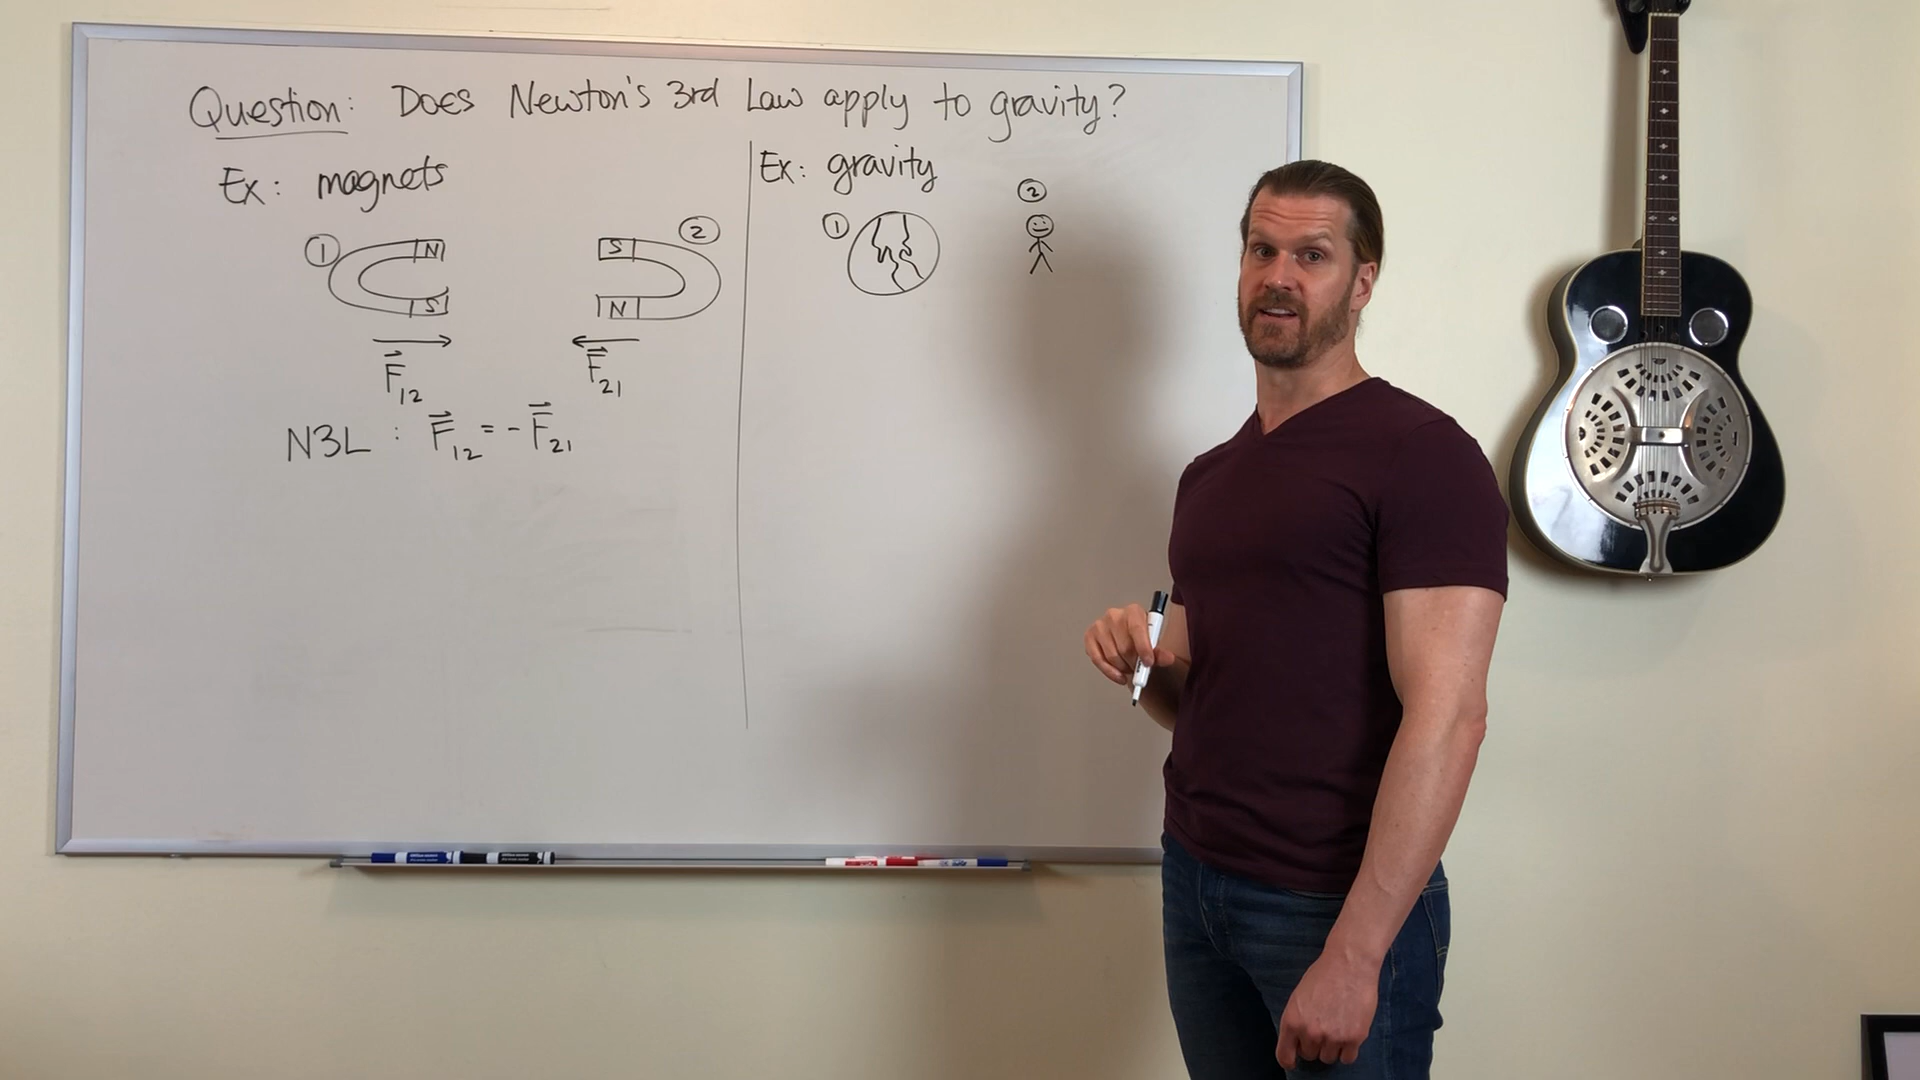 Question: Does Newton's 3rd Law apply to gravity?
Ex: magnets
1
N
S
S
N
2
F12
F21
N3L : F12 = - F21
Ex: gravity
1
2